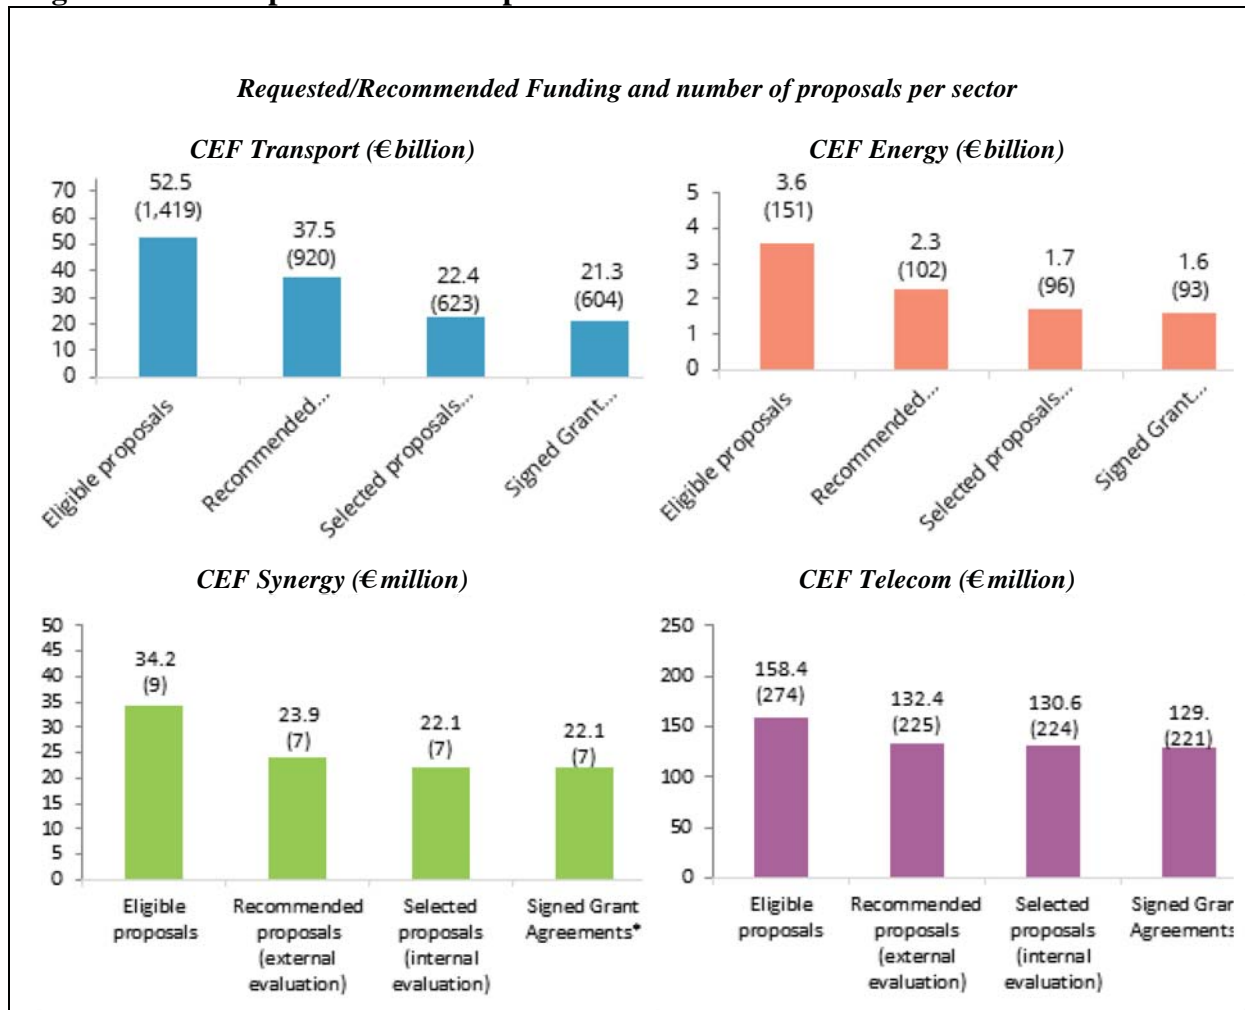 Requested/Recommended Funding and number of proposals per sector
CEF Transport (€ billion)
70
60
50
40
30
20
10
0
52.5
(1,419)
37.5
(920)
22.4
(623)
21.3
(604)
Eligible proposals
Recommended...
Selected proposals...
Signed Grant...
CEF Energy (€ billion)
5
4
3
2
1
0
3.6
(151)
2.3
(102)
1.7
(96)
1.6
(93)
Eligible proposals
Recommended...
Selected proposals...
Signed Grant...
CEF Synergy (€ million)
50
45
40
35
30
25
20
15
10
5
0
34.2
(9)
23.9
(7)
22.1
(7)
22.1
(7)
Eligible
proposals
Recommended
proposals
(external
evaluation)
Selected
proposals
(internal
evaluation)
Signed Grant
Agreements*
CEF Telecom (€ million)
250
200
150
100
50
0
158.4
(274)
132.4
(225)
130.6
(224)
129.
(221)
Eligible
proposals
Recommended
proposals
(external
evaluation)
Selected
proposals
(internal
evaluation)
Signed Gran
Agreements